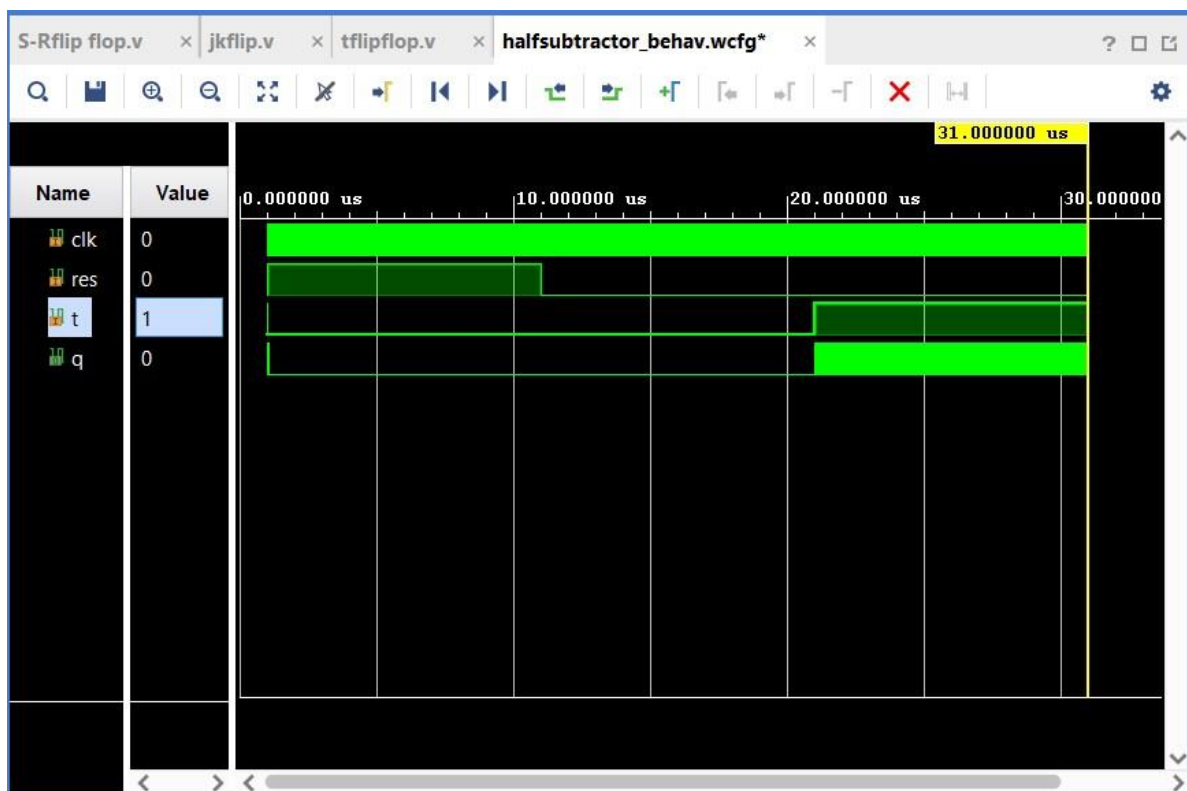 S-Rflip flop.v × jkflip.v × tflipflop.v × halfsubtractor_behav.wcfg* × ?
31.000000 us
Name Value 0.000000 us 10.000000 us 20.000000 us 30.000000
clk 0
res 0
t 1
q 0